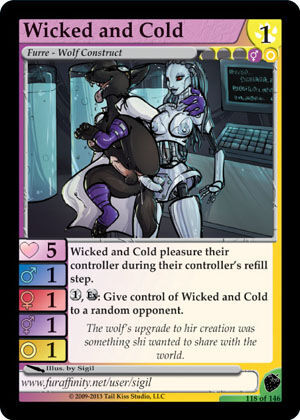 Wicked and Cold
1
Furre - Wolf Construct
5
Wicked and Cold pleasure their
controller during their controller's refill
step.
1
1
1, : Give control of Wicked and Cold
to a random opponent.
1
The wolf's upgrade to hir creation was
something shi wanted to share with the
world.
1
Illus. by Sigil
www.furaffinity.net/user/sigil
© 2009-2013 Tail Kiss Studio, LLC
118 of 146